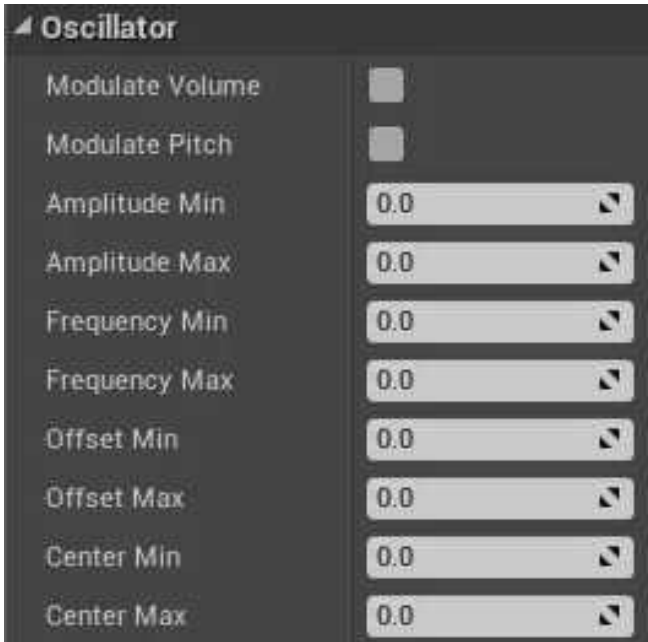 Oscillator
Modulate Volume
Modulate Pitch
Amplitude Min 0.0
Amplitude Max 0.0
Frequency Min 0.0
Frequency Max 0.0
Offset Min 0.0
Offset Max 0.0
Center Min 0.0
Center Max 0.0